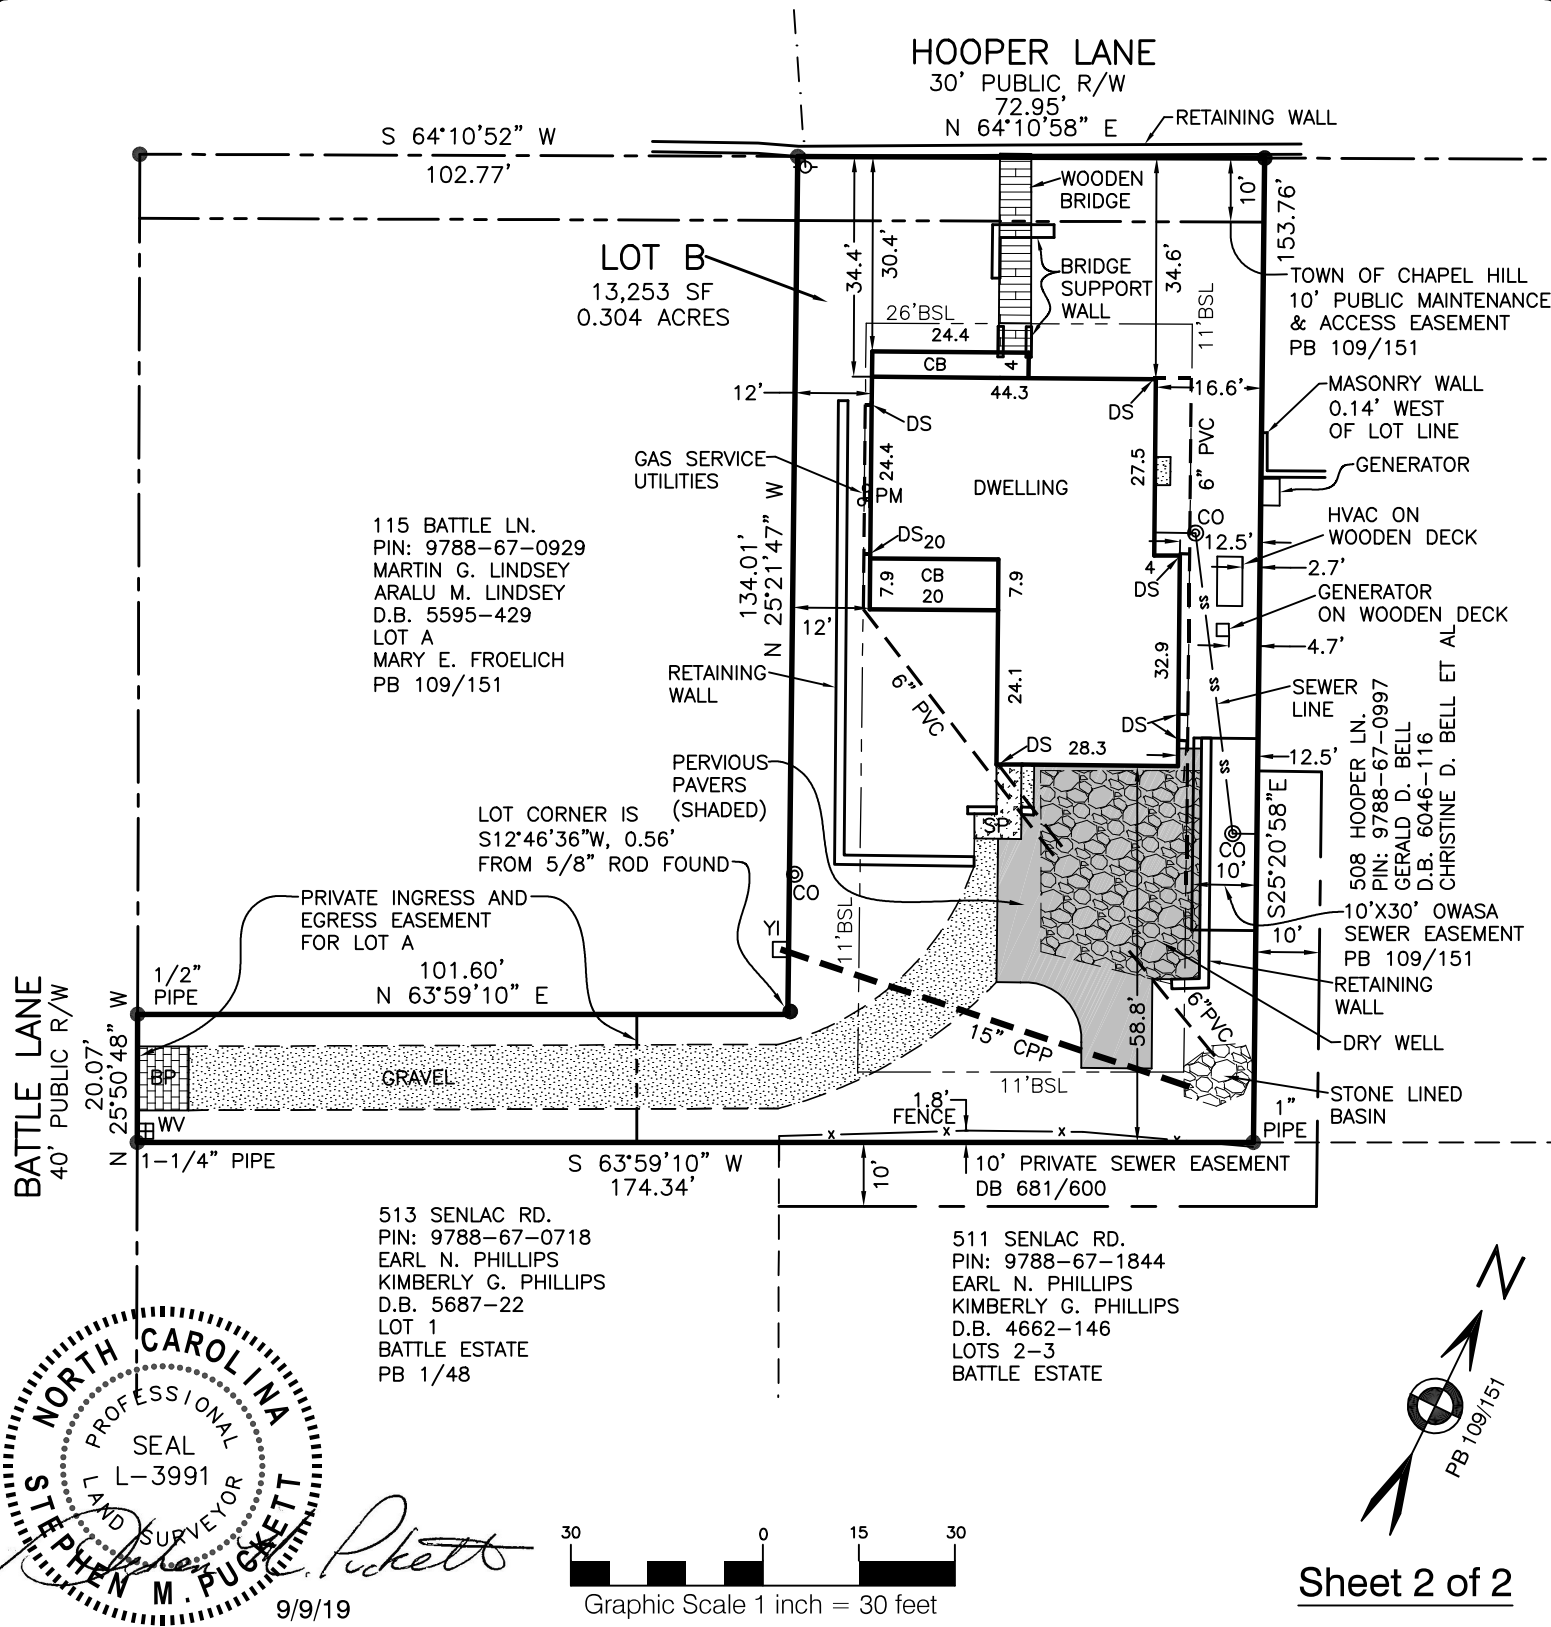 HOOPER LANE
30' PUBLIC R/W
72.95'
N 64°10'58" E
RETAINING WALL
S 64°10'52" W
102.77'
WOODEN
BRIDGE
10'
153.76'
LOT B
13,253 SF
0.304 ACRES
34.4'
30.4'
34.6'
BRIDGE
SUPPORT
WALL
TOWN OF CHAPEL HILL
10' PUBLIC MAINTENANCE
& ACCESS EASEMENT
PB 109/151
26'BSL
11'BSL
24.4
CB
4
44.3
12'
DS
DS
16.6'
MASONRY WALL
0.14' WEST
OF LOT LINE
GENERATOR
GAS SERVICE
UTILITIES
24.4
PM
DWELLING
27.5
6" PVC
CO
HVAC ON
WOODEN DECK
115 BATTLE LN.
PIN: 9788-67-0929
MARTIN G. LINDSEY
ARALU M. LINDSEY
D.B. 5595-429
LOT A
MARY E. FROELICH
PB 109/151
134.01'
N 25°21'47" W
DS
20
CB
20
7.9
7.9
4
DS
12.5'
2.7'
GENERATOR
ON WOODEN DECK
4.7'
12'
RETAINING
WALL
6" PVC
24.1
32.9
SS
SS
SS
SEWER
LINE
DS
DS
28.3
12.5'
508 HOOPER LN.
PIN: 9788-67-0997
GERALD D. BELL
D.B. 6046-116
CHRISTINE D. BELL ET AL
PERVIOUS
PAVERS
(SHADED)
SP
LOT CORNER IS
S12°46'36"W, 0.56'
FROM 5/8" ROD FOUND
CO
CO
10'
S25°20'58"E
10'X30' OWASA
SEWER EASEMENT
PB 109/151
10'
PRIVATE INGRESS AND
EGRESS EASEMENT
FOR LOT A
YI
11'BSL
RETAINING
WALL
6"PVC
DRY WELL
58.8'
BATTLE LANE
40' PUBLIC R/W
20.07'
N 25°50'48" W
1/2"
PIPE
101.60'
N 63°59'10" E
15" CPP
BP
GRAVEL
11'BSL
STONE LINED
BASIN
1.8'
FENCE
X
X
X
X
1"
PIPE
WV
1-1/4" PIPE
S 63°59'10" W
174.34'
10'
10' PRIVATE SEWER EASEMENT
DB 681/600
513 SENLAC RD.
PIN: 9788-67-0718
EARL N. PHILLIPS
KIMBERLY G. PHILLIPS
D.B. 5687-22
LOT 1
BATTLE ESTATE
PB 1/48
511 SENLAC RD.
PIN: 9788-67-1844
EARL N. PHILLIPS
KIMBERLY G. PHILLIPS
D.B. 4662-146
LOTS 2-3
BATTLE ESTATE
N
PB 109/151
NORTH CAROLINA
PROFESSIONAL
SEAL
L-3991
LAND SURVEYOR
STEPHEN M. PUCKETT
Stephen M. Puckett
9/9/19
30 0 15 30
Graphic Scale 1 inch = 30 feet
Sheet 2 of 2